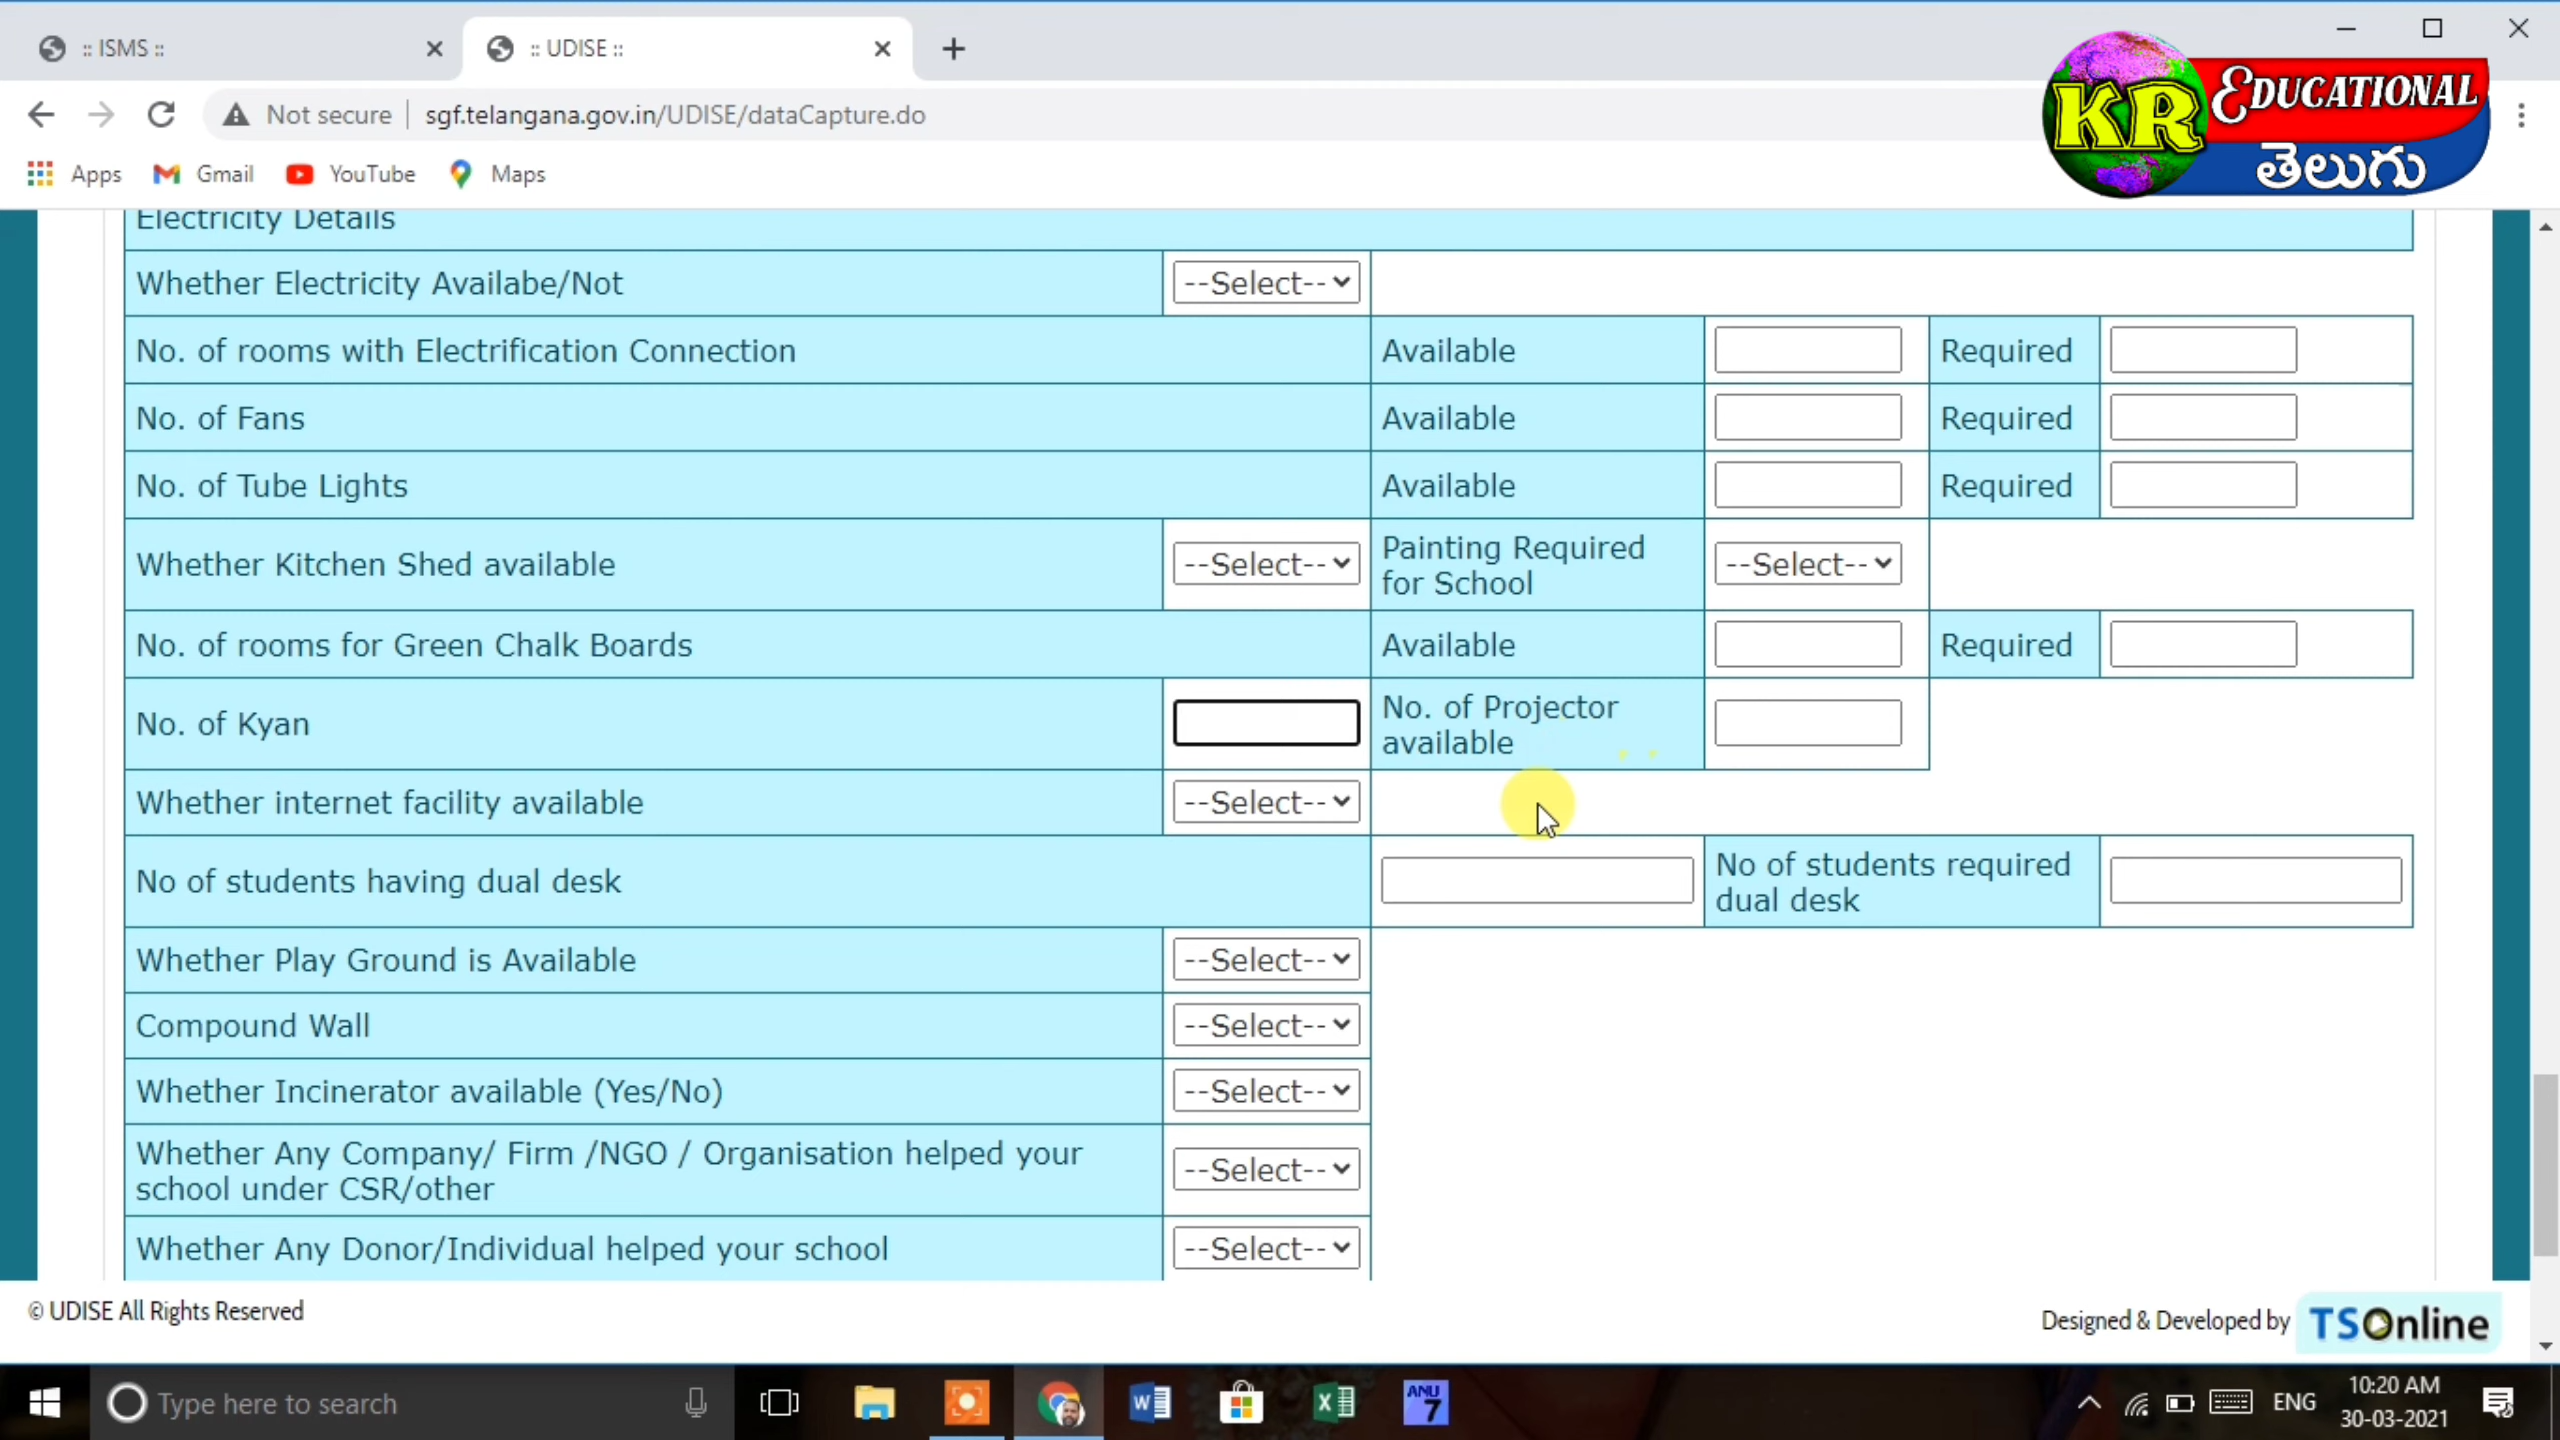 :: ISMS ::
:: UDISE ::
Not secure
sgf.telangana.gov.in/UDISE/dataCapture.do
KR EDUCATIONAL
తెలుగు
Apps
Gmail
YouTube
Maps
Electricity Details
Whether Electricity Availabe/Not --Select--
No. of rooms with Electrification Connection Available Required
No. of Fans Available Required
No. of Tube Lights Available Required
Whether Kitchen Shed available --Select--
Painting Required
for School
--Select--
No. of rooms for Green Chalk Boards Available Required
No. of Kyan
No. of Projector
available
Whether internet facility available --Select--
No of students having dual desk
No of students required
dual desk
Whether Play Ground is Available --Select--
Compound Wall --Select--
Whether Incinerator available (Yes/No) --Select--
Whether Any Company/ Firm /NGO / Organisation helped your
school under CSR/other
--Select--
Whether Any Donor/Individual helped your school --Select--
© UDISE All Rights Reserved
Designed & Developed by TSOnline
Type here to search
ANU
7
ENG
10:20 AM
30-03-2021